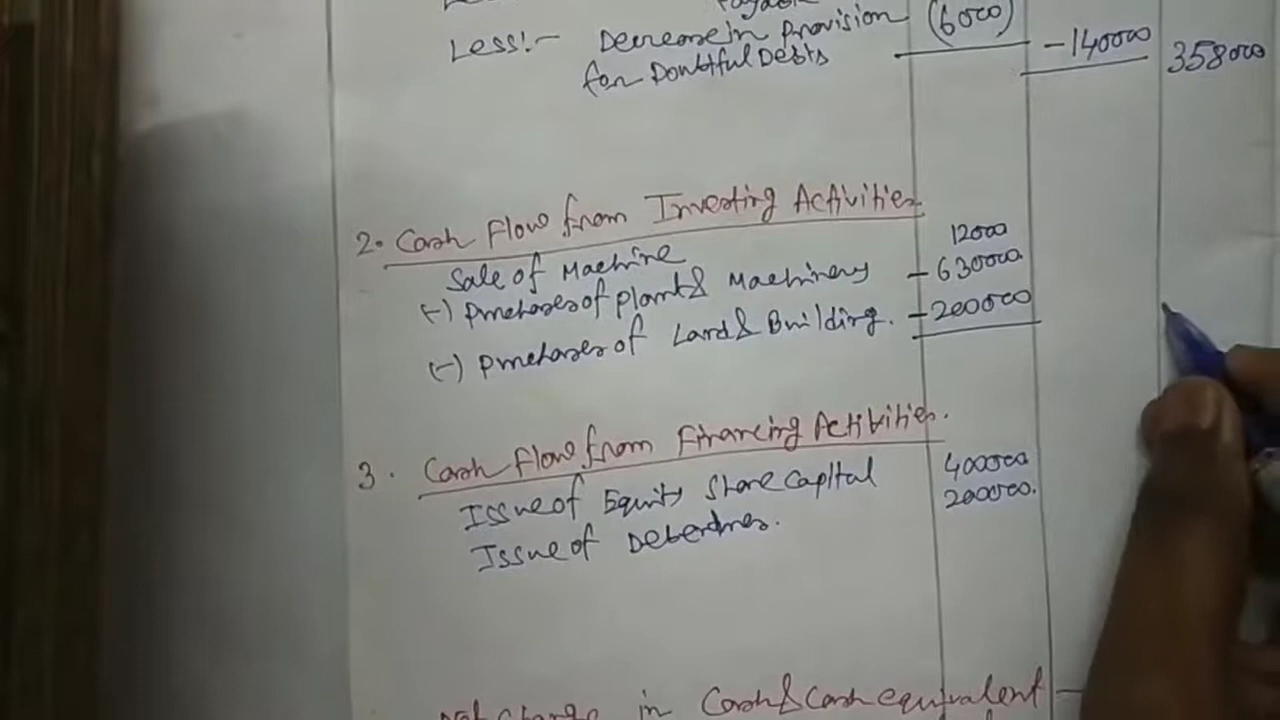 Less:- Decrease in Provision (6000)
for Doubtful Debts -140000 358000
2. Cash Flow from Investing Activities
Sale of Machine 12000
(-) Purchases of Plant & Machinery -630000
(-) Purchases of Land & Building. -200000
3. Cash Flow from Financing Activities.
Issue of Equity Share Capital 400000
Issue of Debentures. 200000.
in Cash & Cash equivalent